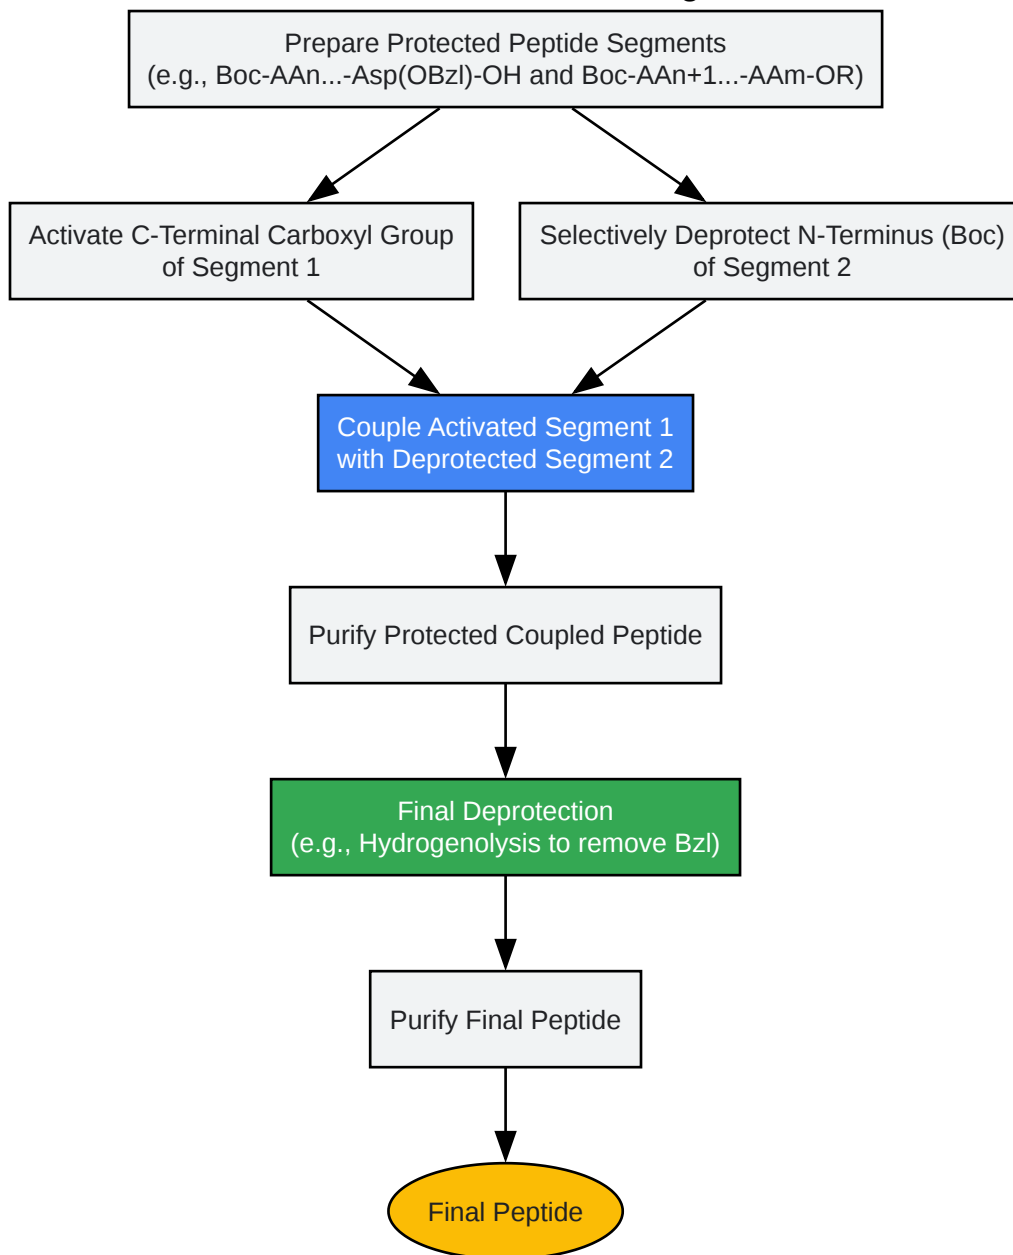 Prepare Protected Peptide Segments
(e.g., Boc-AAn...-Asp(OBzl)-OH and Boc-AAn+1...-AAm-OR)
Activate C-Terminal Carboxyl Group
of Segment 1
Selectively Deprotect N-Terminus (Boc)
of Segment 2
Couple Activated Segment 1
with Deprotected Segment 2
Purify Protected Coupled Peptide
Final Deprotection
(e.g., Hydrogenolysis to remove Bzl)
Purify Final Peptide
Final Peptide